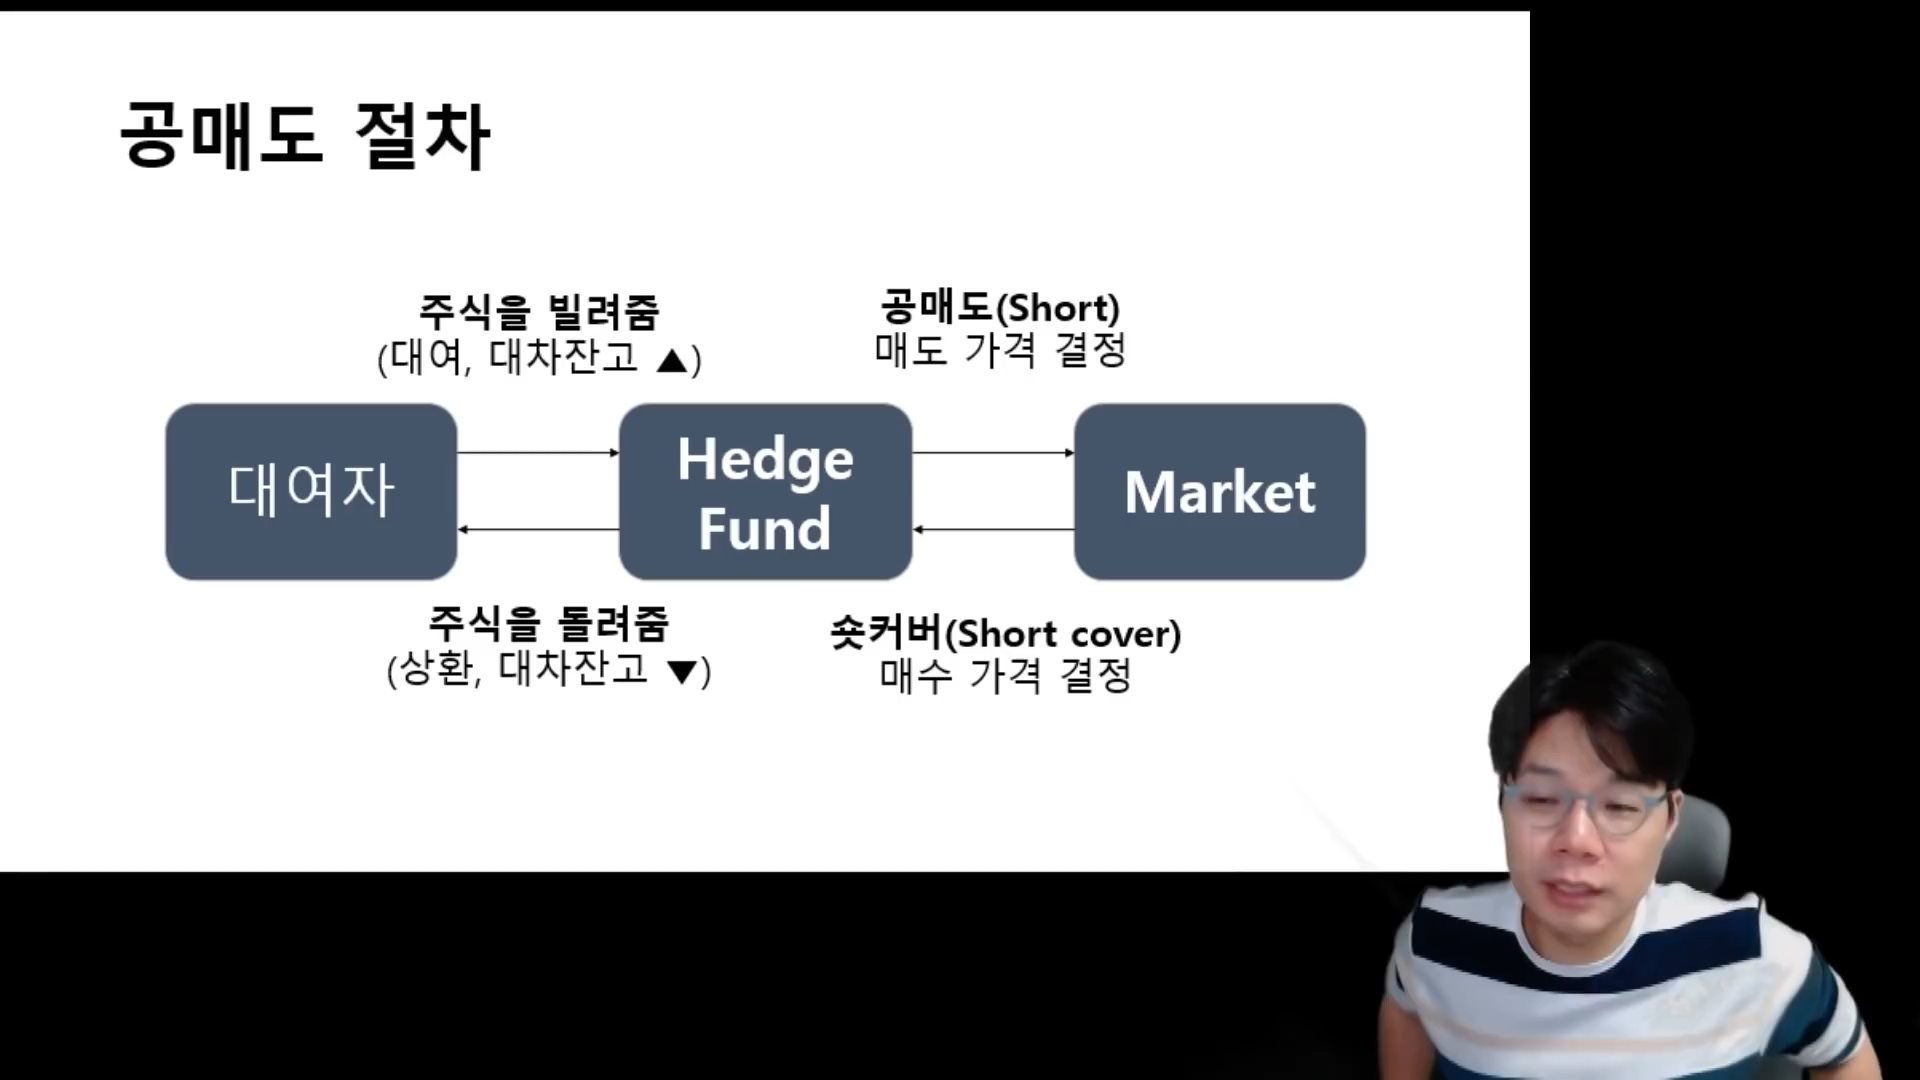 공매도 절차
주식을 빌려줌
(대여, 대차잔고 ▲)
공매도(Short)
매도 가격 결정
대여자
Hedge
Fund
Market
주식을 돌려줌
(상환, 대차잔고 ▼)
숏커버(Short cover)
매수 가격 결정